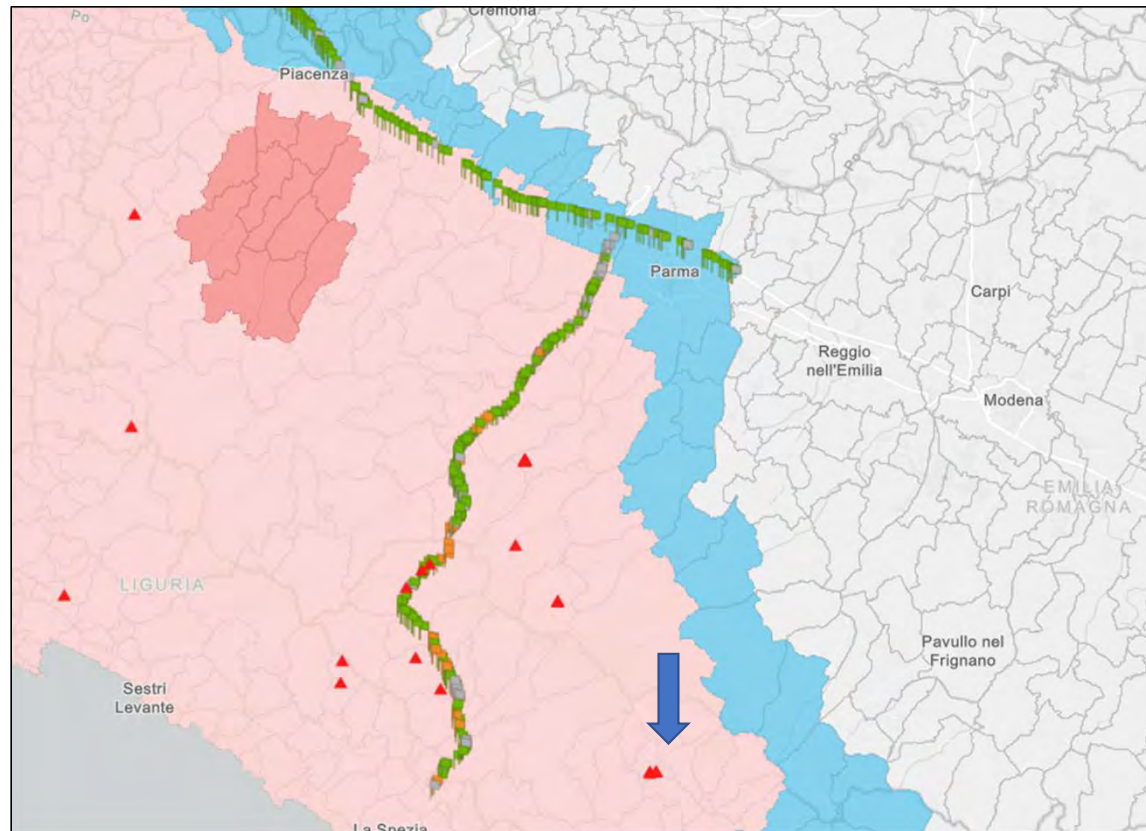 Po
Cremona
Piacenza
Po
Parma
Carpi
Reggio
nell'Emilia
Modena
EMILIA-
ROMAGNA
LIGURIA
Pavullo nel
Frignano
Sestri
Levante
La Spezia